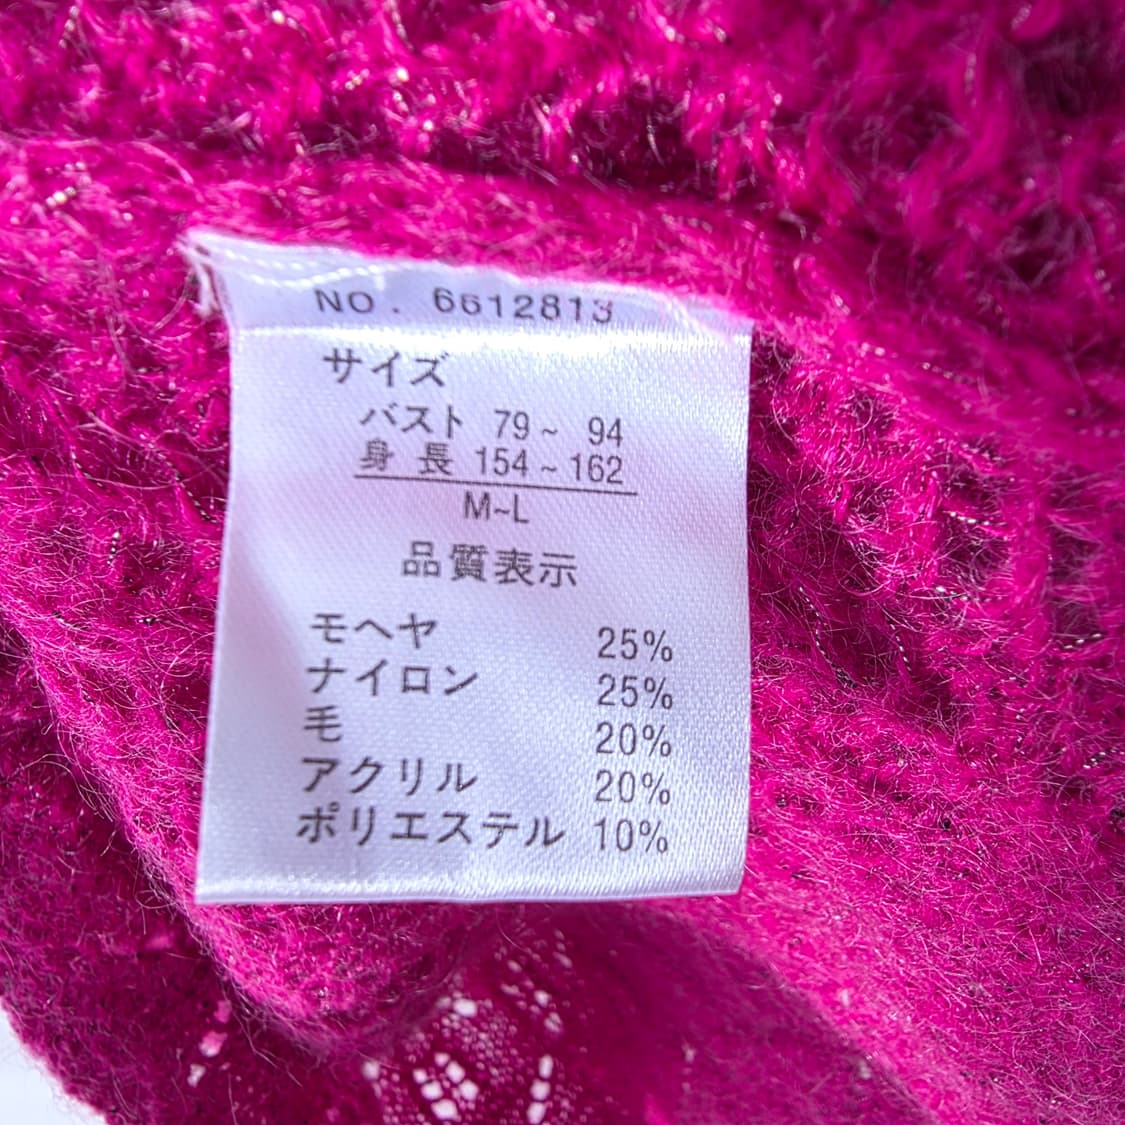 NO. 6612813
サイズ
バスト 79~ 94
身長 154~162
M~L
品質表示
モヘヤ 25%
ナイロン 25%
毛 20%
アクリル 20%
ポリエステル 10%